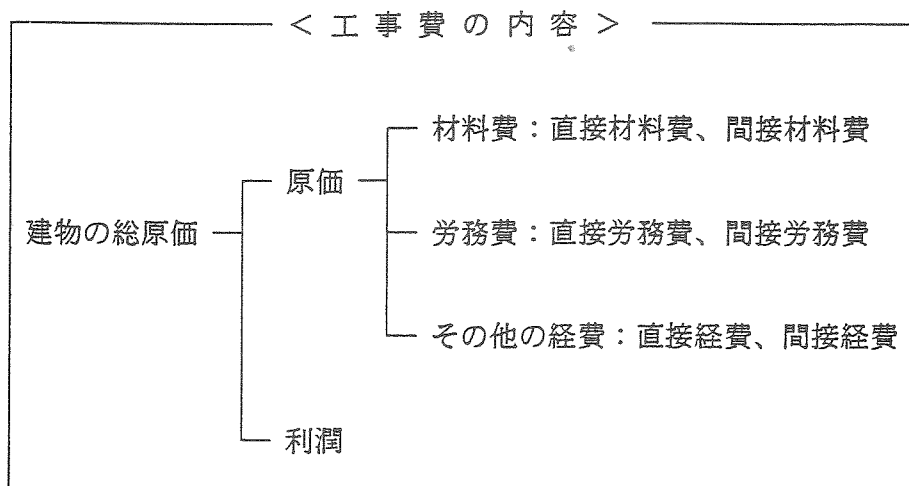 ＜工事費の内容＞
材料費：直接材料費、間接材料費
原価
建物の総原価
労務費：直接労務費、間接労務費
その他の経費：直接経費、間接経費
利潤